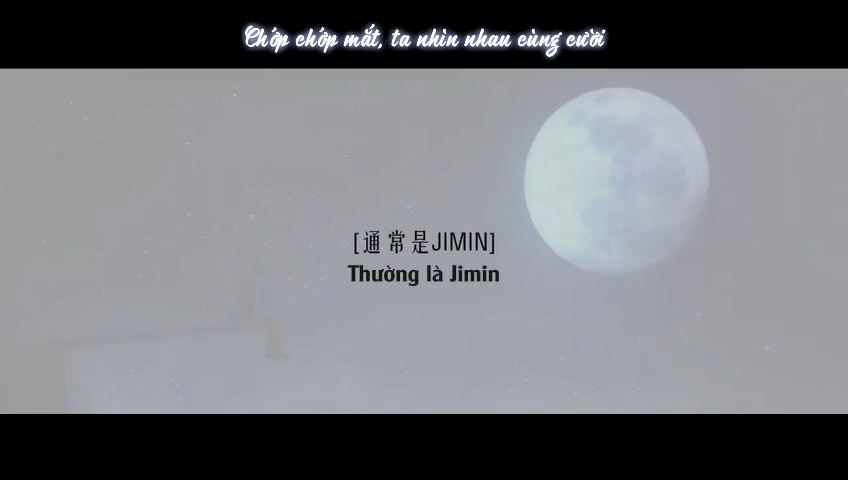 Chớp chớp mắt, ta nhìn nhau cùng cười
[通常是JIMIN]
Thường là Jimin